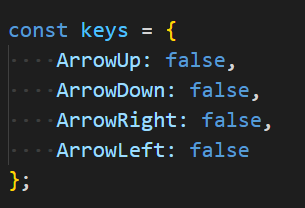 const keys = {
    ArrowUp: false,
    ArrowDown: false,
    ArrowRight: false,
    ArrowLeft: false
};